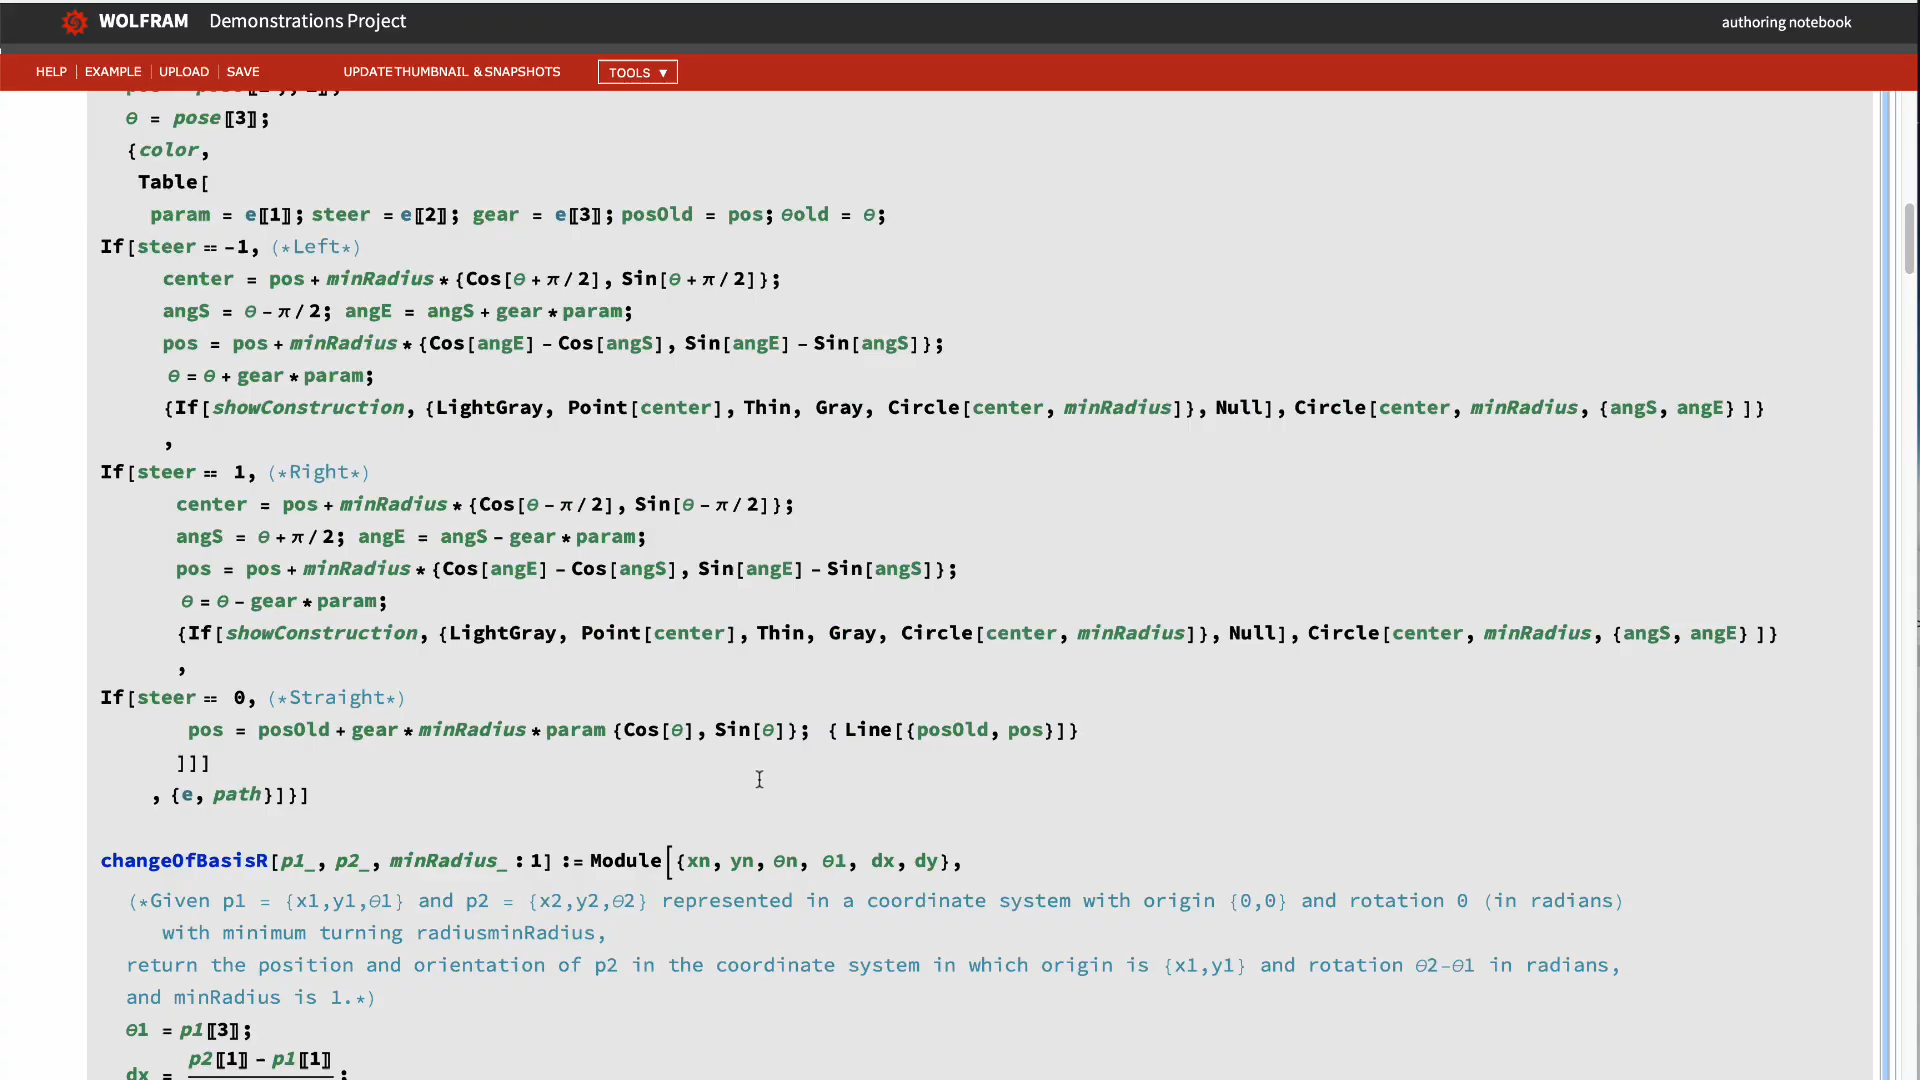 WOLFRAM Demonstrations Project
authoring notebook
HELP | EXAMPLE | UPLOAD | SAVE
UPDATE THUMBNAIL & SNAPSHOTS
TOOLS ▼
θ = pose〚3〛;
{color,
Table[
param = e〚1〛; steer = e〚2〛; gear = e〚3〛; posOld = pos; θold = θ;
If[steer == -1, (*Left*)
center = pos + minRadius * {Cos[θ + π / 2], Sin[θ + π / 2]};
angS = θ - π / 2; angE = angS + gear * param;
pos = pos + minRadius * {Cos[angE] - Cos[angS], Sin[angE] - Sin[angS]};
θ = θ + gear * param;
{If[showConstruction, {LightGray, Point[center], Thin, Gray, Circle[center, minRadius]}, Null], Circle[center, minRadius, {angS, angE} ]}
,
If[steer == 1, (*Right*)
center = pos + minRadius * {Cos[θ - π / 2], Sin[θ - π / 2]};
angS = θ + π / 2; angE = angS - gear * param;
pos = pos + minRadius * {Cos[angE] - Cos[angS], Sin[angE] - Sin[angS]};
θ = θ - gear * param;
{If[showConstruction, {LightGray, Point[center], Thin, Gray, Circle[center, minRadius]}, Null], Circle[center, minRadius, {angS, angE} ]}
,
If[steer == 0, (*Straight*)
pos = posOld + gear * minRadius * param {Cos[θ], Sin[θ]}; { Line[{posOld, pos}]}
]]]
, {e, path}]}]
changeOfBasisR[p1_, p2_, minRadius_ : 1] := Module[{xn, yn, θn, θ1, dx, dy},
(*Given p1 = {x1,y1,θ1} and p2 = {x2,y2,θ2} represented in a coordinate system with origin {0,0} and rotation 0 (in radians)
with minimum turning radiusminRadius,
return the position and orientation of p2 in the coordinate system in which origin is {x1,y1} and rotation θ2-θ1 in radians,
and minRadius is 1.*)
θ1 = p1〚3〛;
p2〚1〛 - p1〚1〛
dx = ;